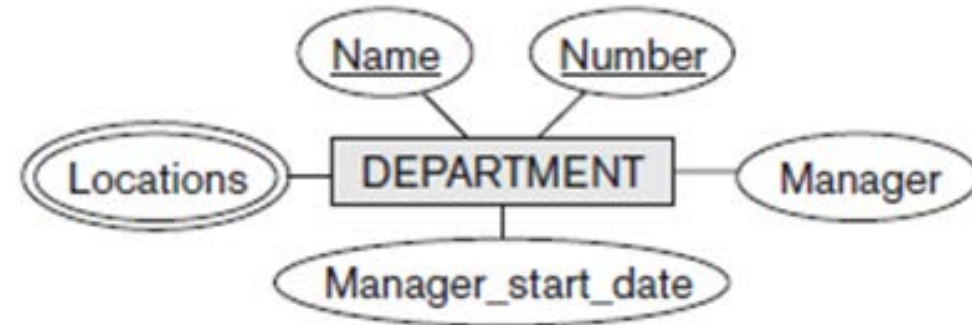 Name
Number
Locations
DEPARTMENT
Manager
Manager_start_date